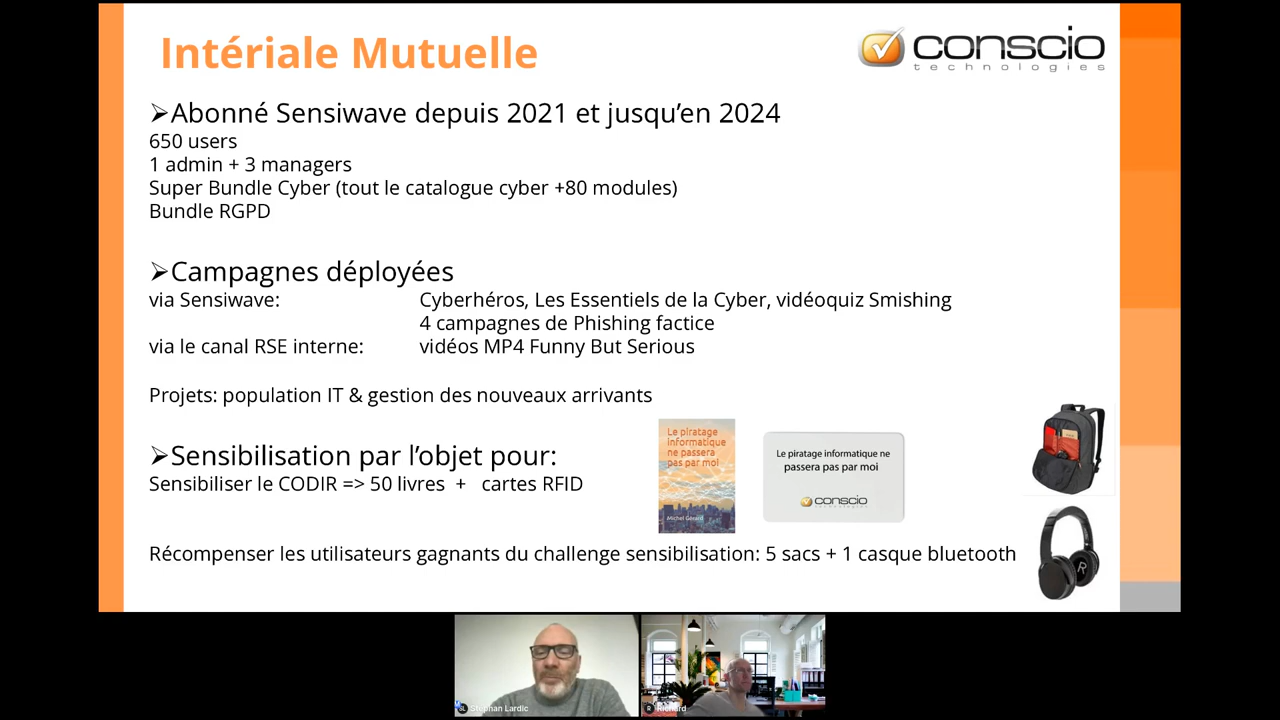 Intériale Mutuelle
conscio
technologies
➢Abonné Sensiwave depuis 2021 et jusqu’en 2024
650 users
1 admin + 3 managers
Super Bundle Cyber (tout le catalogue cyber +80 modules)
Bundle RGPD
➢Campagnes déployées
via Sensiwave: Cyberhéros, Les Essentiels de la Cyber, vidéoquiz Smishing
4 campagnes de Phishing factice
via le canal RSE interne: vidéos MP4 Funny But Serious
Projets: population IT & gestion des nouveaux arrivants
➢Sensibilisation par l’objet pour:
Sensibiliser le CODIR => 50 livres + cartes RFID
Le piratage
informatique
ne passera
pas par moi
Michel Gérard
Le piratage informatique ne
passera pas par moi
conscio
technologies
Récompenser les utilisateurs gagnants du challenge sensibilisation: 5 sacs + 1 casque bluetooth
R
SL Stephan Lardic
R Richard